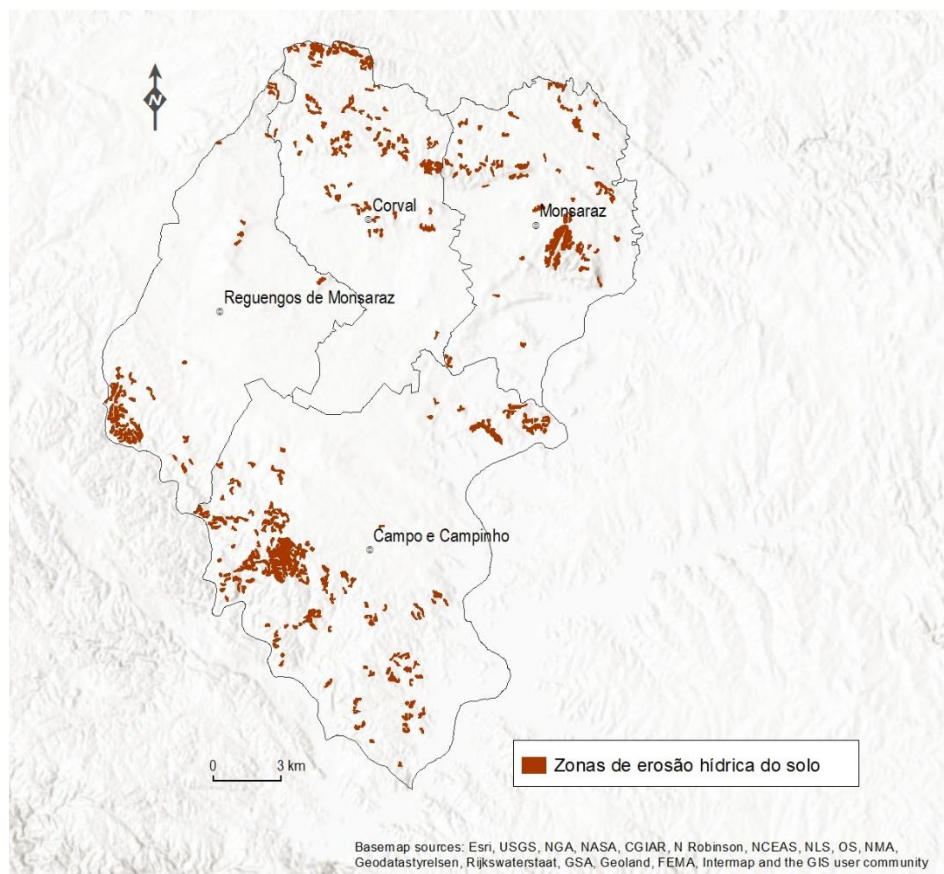 N
Corval
Monsaraz
Reguengos de Monsaraz
Campo e Campinho
0 3 km
Zonas de erosão hídrica do solo
Basemap sources: Esri, USGS, NGA, NASA, CGIAR, N Robinson, NCEAS, NLS, OS, NMA,
Geodatastyrelsen, Rijkswaterstaat, GSA, Geoland, FEMA, Intermap and the GIS user community